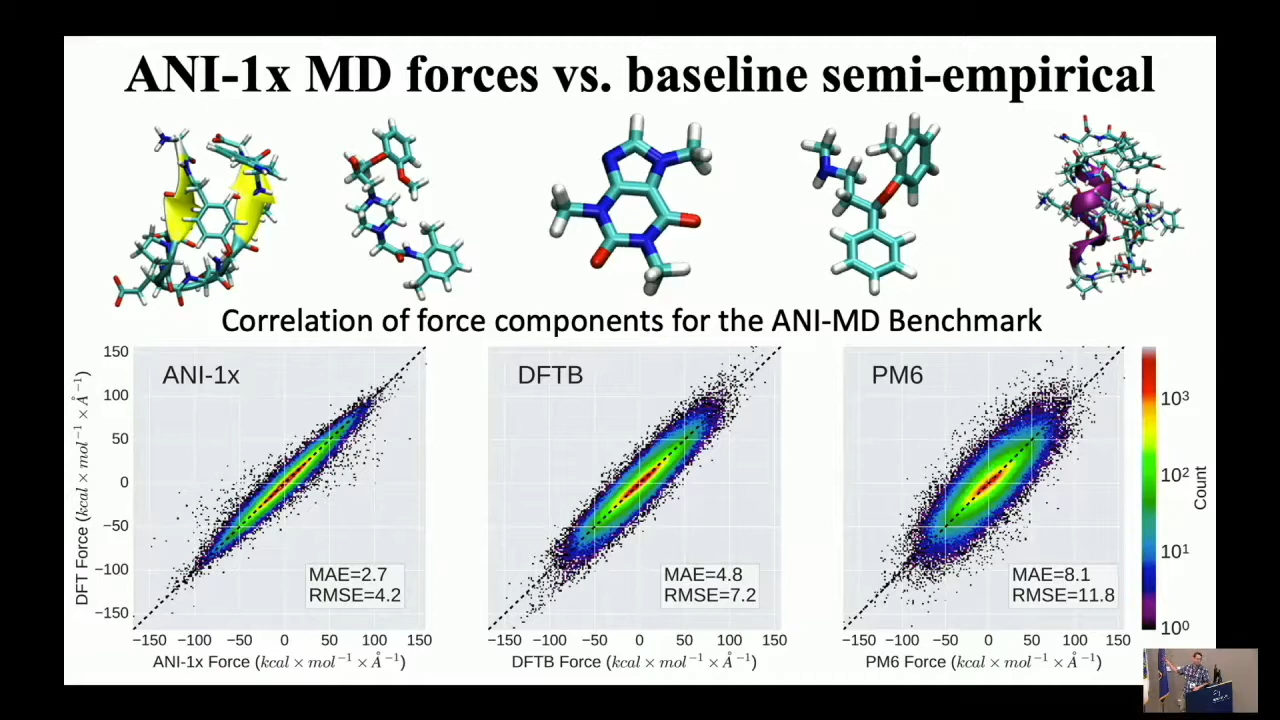 ANI-1x MD forces vs. baseline semi-empirical
Correlation of force components for the ANI-MD Benchmark
DFT Force (kcal × mol⁻¹ × Å⁻¹)
150
100
50
0
−50
−100
−150
ANI-1x
MAE=2.7
RMSE=4.2
−150 −100 −50 0 50 100 150
ANI-1x Force (kcal × mol⁻¹ × Å⁻¹)
DFTB
MAE=4.8
RMSE=7.2
−150 −100 −50 0 50 100 150
DFTB Force (kcal × mol⁻¹ × Å⁻¹)
PM6
MAE=8.1
RMSE=11.8
−150 −100 −50 0 50 100 150
PM6 Force (kcal × mol⁻¹ × Å⁻¹)
10³
10²
10¹
10⁰
Count